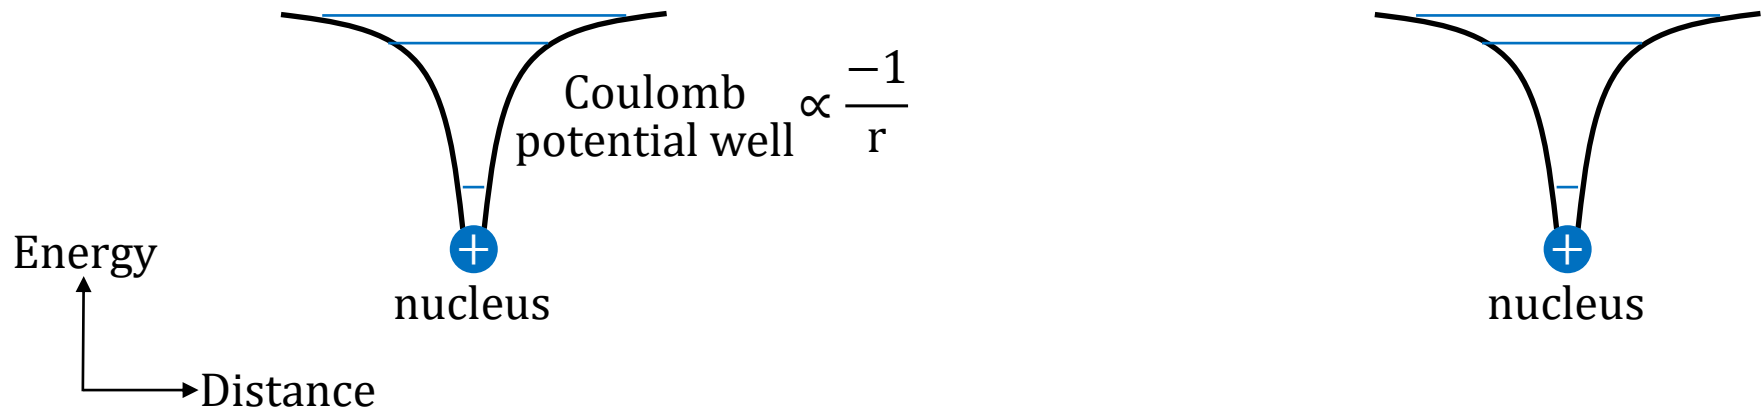 Coulomb
potential well ∝ −1/r
+
+
Energy
nucleus
nucleus
Distance